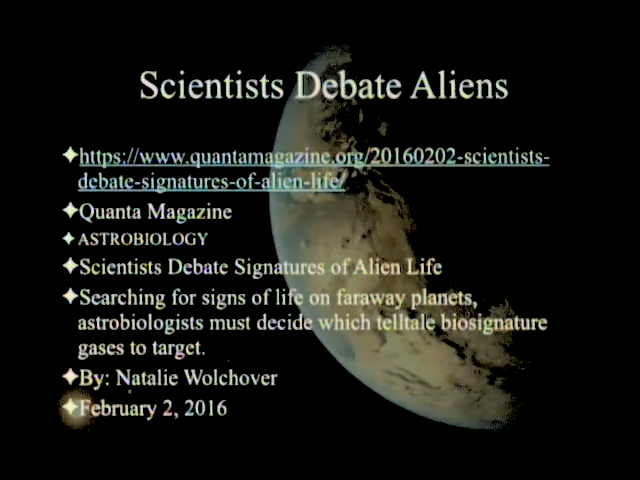 Scientists Debate Aliens
https://www.quantamagazine.org/20160202-scientists-
debate-signatures-of-alien-life/
Quanta Magazine
ASTROBIOLOGY
Scientists Debate Signatures of Alien Life
Searching for signs of life on faraway planets,
astrobiologists must decide which telltale biosignature
gases to target.
By: Natalie Wolchover
February 2, 2016